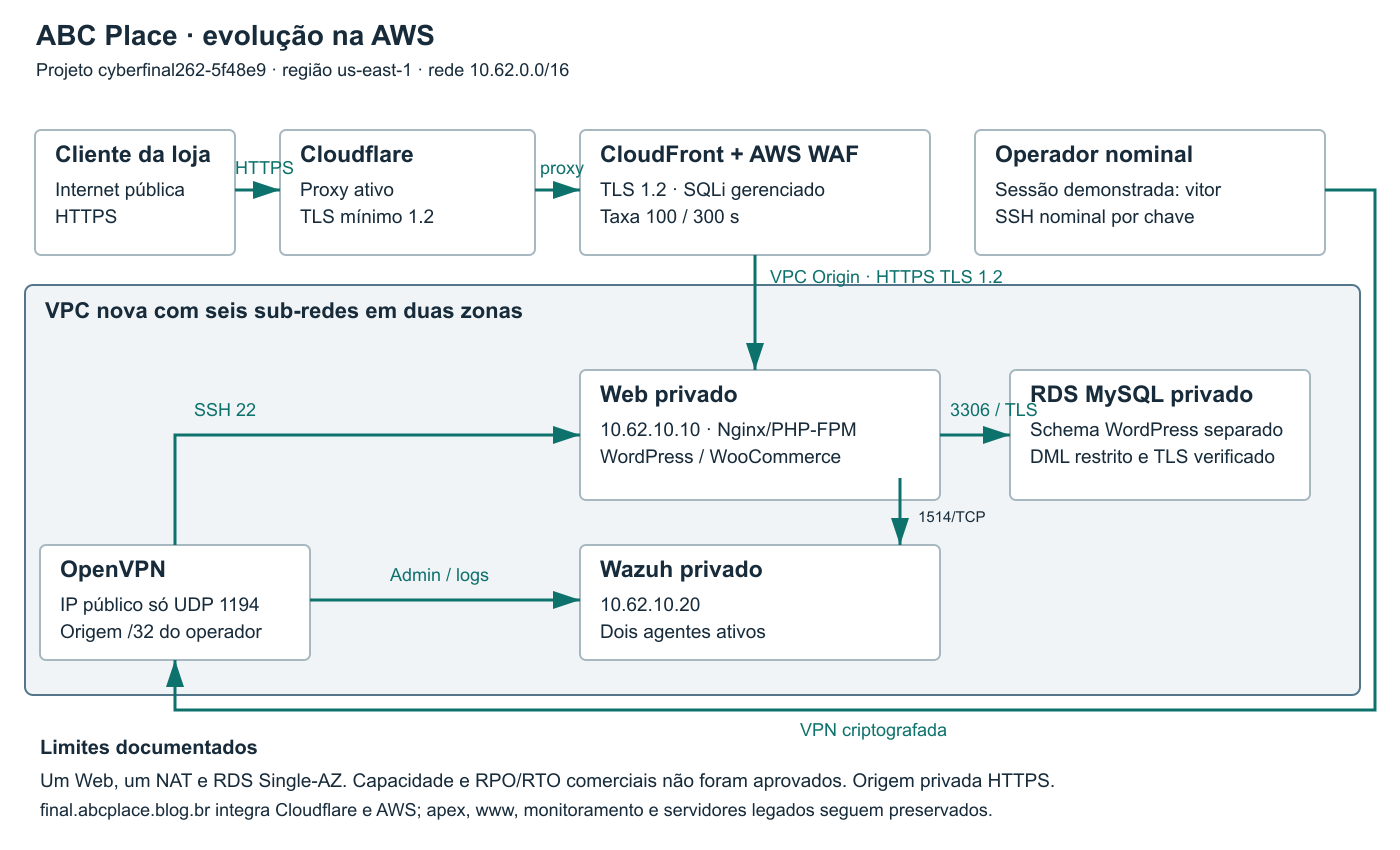 ABC Place · evolução na AWS
Projeto cyberfinal262-5f48e9 · região us-east-1 · rede 10.62.0.0/16
Cliente da loja
Internet pública
HTTPS
HTTPS
Cloudflare
Proxy ativo
TLS mínimo 1.2
proxy
CloudFront + AWS WAF
TLS 1.2 · SQLi gerenciado
Taxa 100 / 300 s
Operador nominal
Sessão demonstrada: vitor
SSH nominal por chave
VPC Origin · HTTPS TLS 1.2
VPC nova com seis sub-redes em duas zonas
SSH 22
Web privado
10.62.10.10 · Nginx/PHP-FPM
WordPress / WooCommerce
3306 / TLS
RDS MySQL privado
Schema WordPress separado
DML restrito e TLS verificado
1514/TCP
OpenVPN
IP público só UDP 1194
Origem /32 do operador
Admin / logs
Wazuh privado
10.62.10.20
Dois agentes ativos
VPN criptografada
Limites documentados
Um Web, um NAT e RDS Single-AZ. Capacidade e RPO/RTO comerciais não foram aprovados. Origem privada HTTPS.
final.abcplace.blog.br integra Cloudflare e AWS; apex, www, monitoramento e servidores legados seguem preservados.